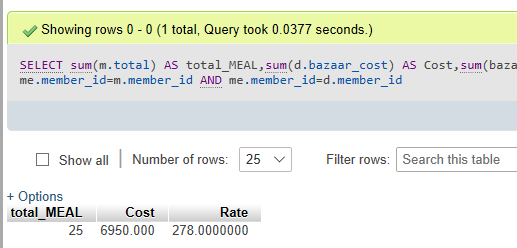 Showing rows 0 - 0 (1 total, Query took 0.0377 seconds.)
SELECT sum(m.total) AS total_MEAL,sum(d.bazaar_cost) AS Cost,sum(baza
me.member_id=m.member_id AND me.member_id=d.member_id
Show all | Number of rows: 25 Filter rows: Search this table
+ Options
total_MEAL Cost Rate
25 6950.000 278.0000000